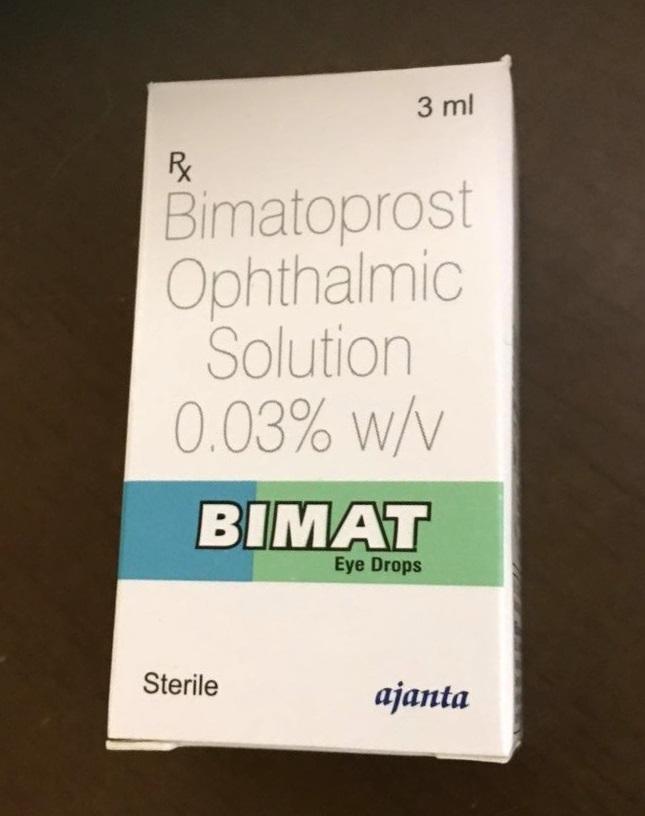 3 ml
Rx
Bimatoprost
Ophthalmic
Solution
0.03% w/v
BIMAT
Eye Drops
Sterile
ajanta